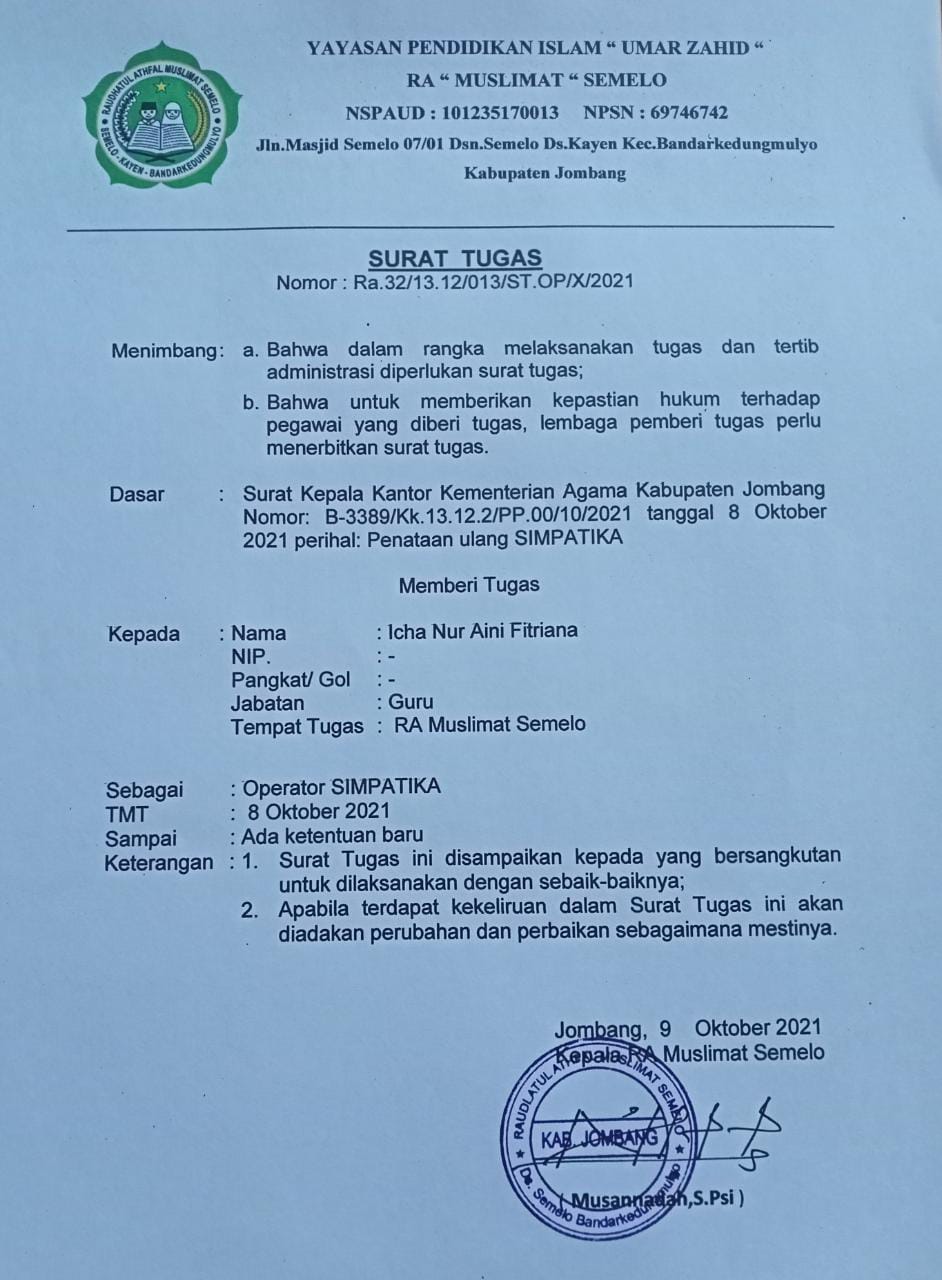 YAYASAN PENDIDIKAN ISLAM “ UMAR ZAHID “
RA “ MUSLIMAT “ SEMELO
NSPAUD : 101235170013 NPSN : 69746742
Jln.Masjid Semelo 07/01 Dsn.Semelo Ds.Kayen Kec.Bandarkedungmulyo
Kabupaten Jombang
RAUDHATUL ATHFAL MUSLIMAT SEMELO
SEMELO - KAYEN - BANDARKEDUNGMULYO
SURAT TUGAS
Nomor : Ra.32/13.12/013/ST.OP/X/2021
Menimbang : a. Bahwa dalam rangka melaksanakan tugas dan tertib
administrasi diperlukan surat tugas;
b. Bahwa untuk memberikan kepastian hukum terhadap
pegawai yang diberi tugas, lembaga pemberi tugas perlu
menerbitkan surat tugas.
Dasar : Surat Kepala Kantor Kementerian Agama Kabupaten Jombang
Nomor: B-3389/Kk.13.12.2/PP.00/10/2021 tanggal 8 Oktober
2021 perihal: Penataan ulang SIMPATIKA
Memberi Tugas
Kepada : Nama : Icha Nur Aini Fitriana
NIP. : -
Pangkat/ Gol : -
Jabatan : Guru
Tempat Tugas : RA Muslimat Semelo
Sebagai : Operator SIMPATIKA
TMT : 8 Oktober 2021
Sampai : Ada ketentuan baru
Keterangan : 1. Surat Tugas ini disampaikan kepada yang bersangkutan
untuk dilaksanakan dengan sebaik-baiknya;
2. Apabila terdapat kekeliruan dalam Surat Tugas ini akan
diadakan perubahan dan perbaikan sebagaimana mestinya.
Jombang, 9 Oktober 2021
Kepala RA Muslimat Semelo
KAB. JOMBANG
Ds. Semelo Bandarkedungmulyo
( Musannadah,S.Psi )